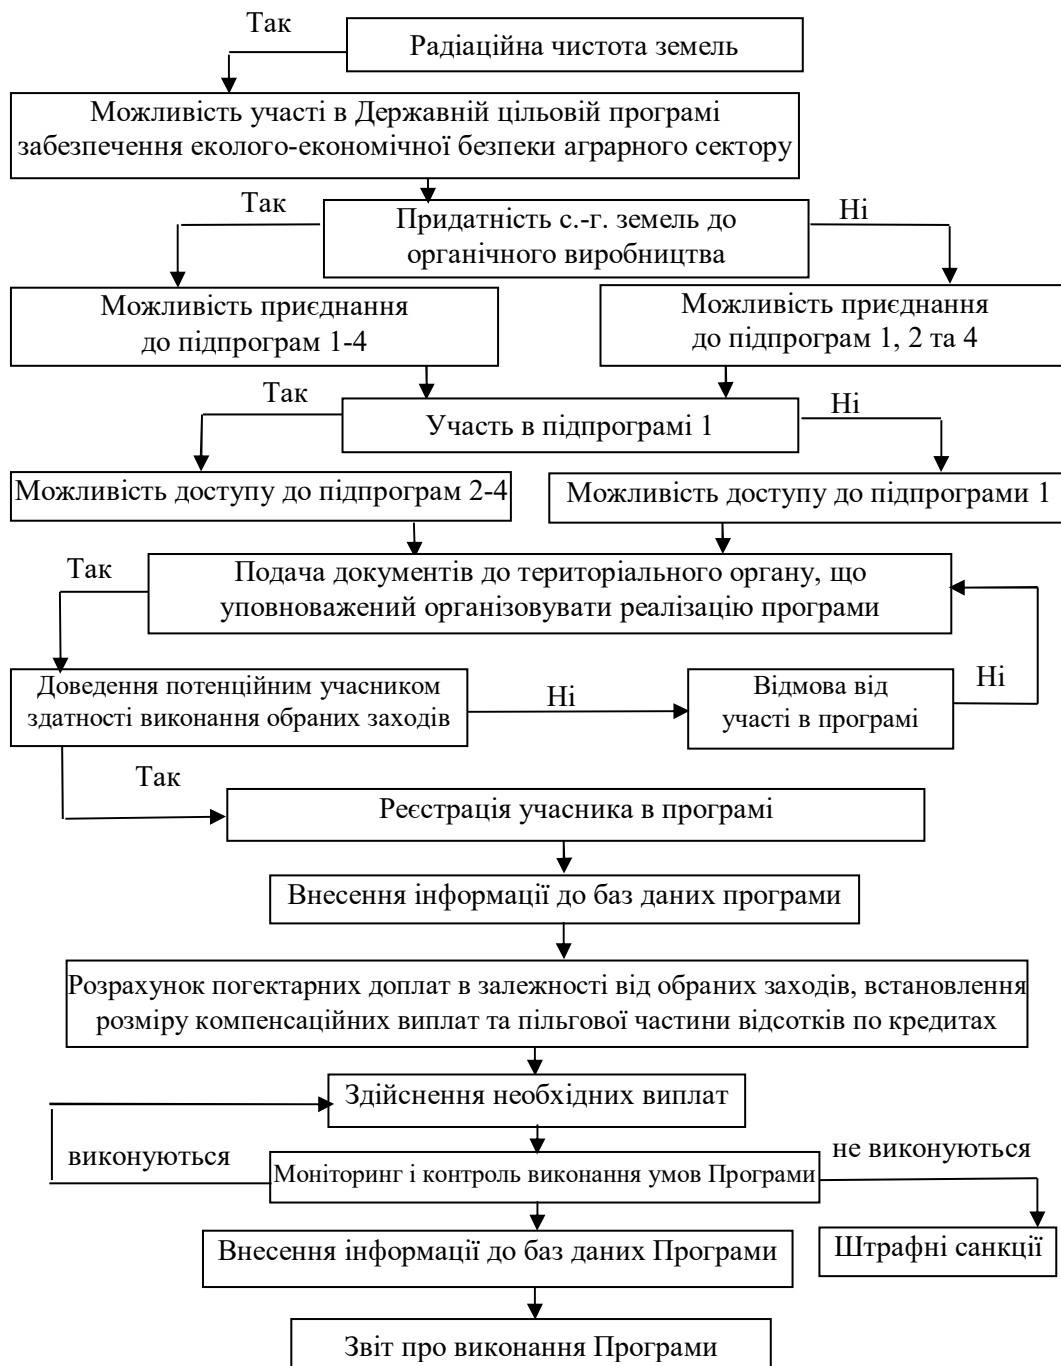 Так
Радіаційна чистота земель
Можливість участі в Державній цільовій програмі
забезпечення еколого-економічної безпеки аграрного сектору
Так
Придатність с.-г. земель до
органічного виробництва
Ні
Можливість приєднання
до підпрограм 1-4
Можливість приєднання
до підпрограм 1, 2 та 4
Так
Участь в підпрограмі 1
Ні
Можливість доступу до підпрограм 2-4
Можливість доступу до підпрограми 1
Так
Подача документів до територіального органу, що
уповноважений організовувати реалізацію програми
Доведення потенційним учасником
здатності виконання обраних заходів
Ні
Відмова від
участі в програмі
Ні
Так
Реєстрація учасника в програмі
Внесення інформації до баз даних програми
Розрахунок погектарних доплат в залежності від обраних заходів, встановлення
розміру компенсаційних виплат та пільгової частини відсотків по кредитах
Здійснення необхідних виплат
виконуються
Моніторинг і контроль виконання умов Програми
не виконуються
Внесення інформації до баз даних Програми
Штрафні санкції
Звіт про виконання Програми